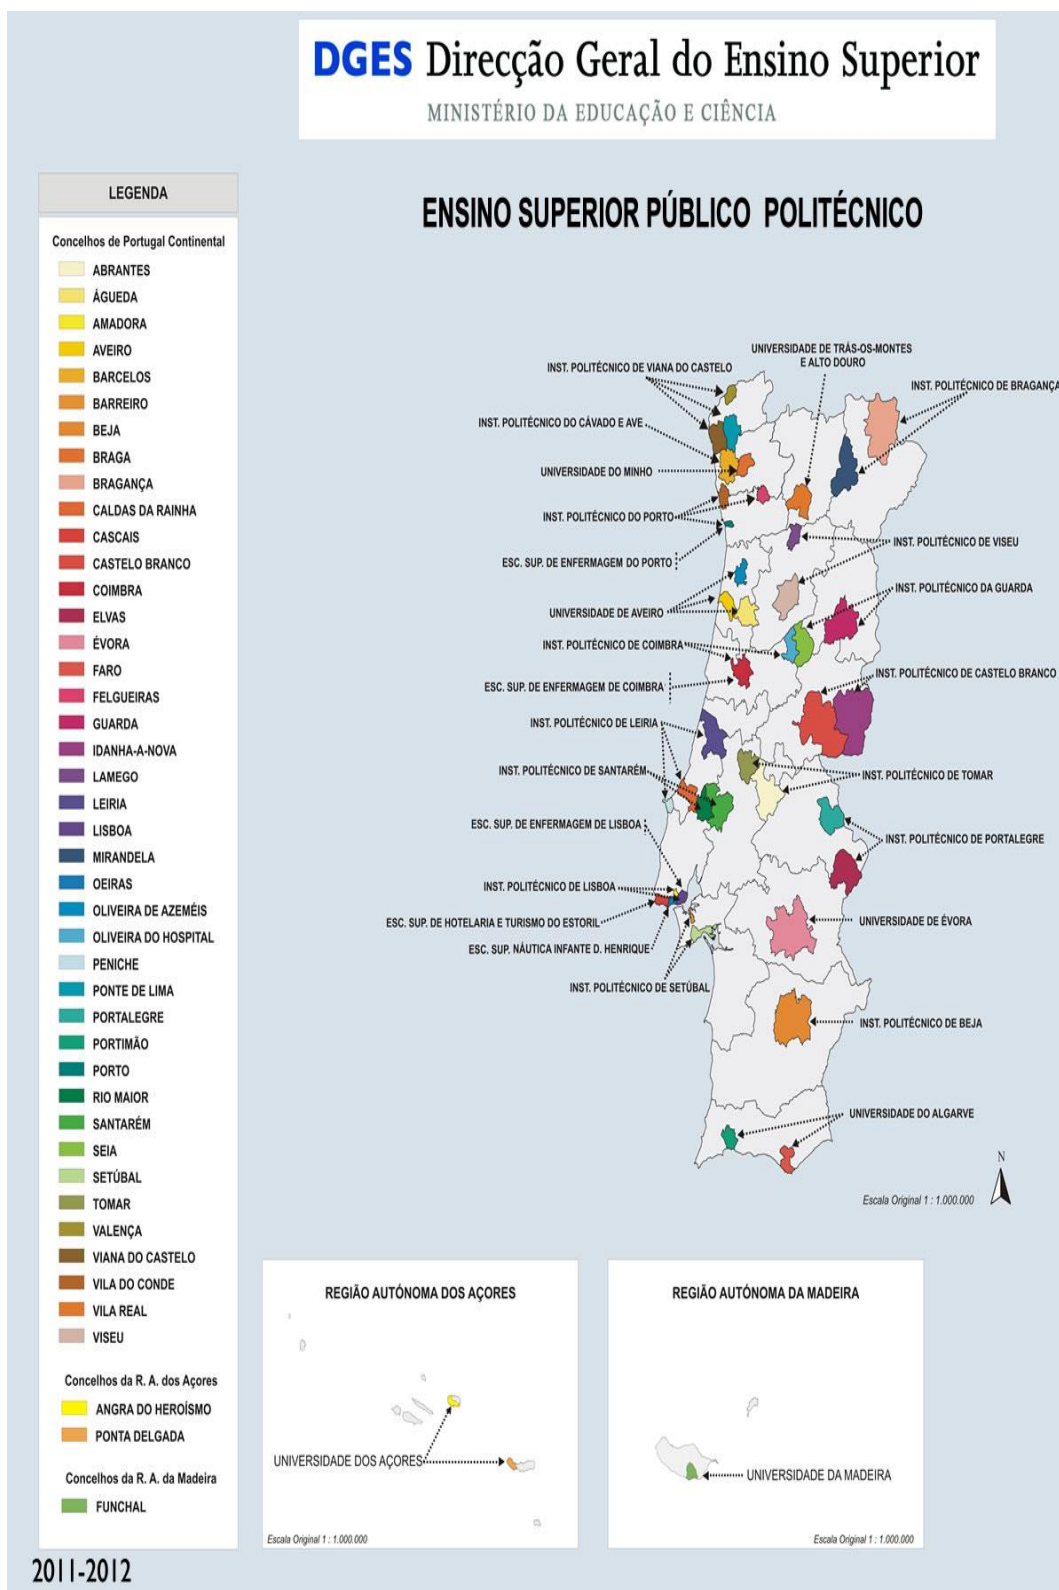 DGES Direcção Geral do Ensino Superior
MINISTÉRIO DA EDUCAÇÃO E CIÊNCIA
LEGENDA
Concelhos de Portugal Continental
ABRANTES
ÁGUEDA
AMADORA
AVEIRO
BARCELOS
BARREIRO
BEJA
BRAGA
BRAGANÇA
CALDAS DA RAINHA
CASCAIS
CASTELO BRANCO
COIMBRA
ELVAS
ÉVORA
FARO
FELGUEIRAS
GUARDA
IDANHA-A-NOVA
LAMEGO
LEIRIA
LISBOA
MIRANDELA
OEIRAS
OLIVEIRA DE AZEMÉIS
OLIVEIRA DO HOSPITAL
PENICHE
PONTE DE LIMA
PORTALEGRE
PORTIMÃO
PORTO
RIO MAIOR
SANTARÉM
SEIA
SETÚBAL
TOMAR
VALENÇA
VIANA DO CASTELO
VILA DO CONDE
VILA REAL
VISEU
Concelhos da R. A. dos Açores
ANGRA DO HEROÍSMO
PONTA DELGADA
Concelhos da R. A. da Madeira
FUNCHAL
2011-2012
ENSINO SUPERIOR PÚBLICO POLITÉCNICO
UNIVERSIDADE DE TRÁS-OS-MONTES
E ALTO DOURO
INST. POLITÉCNICO DE VIANA DO CASTELO
INST. POLITÉCNICO DE BRAGANÇA
INST. POLITÉCNICO DO CÁVADO E AVE
UNIVERSIDADE DO MINHO
INST. POLITÉCNICO DO PORTO
INST. POLITÉCNICO DE VISEU
ESC. SUP. DE ENFERMAGEM DO PORTO
INST. POLITÉCNICO DA GUARDA
UNIVERSIDADE DE AVEIRO
INST. POLITÉCNICO DE COIMBRA
INST. POLITÉCNICO DE CASTELO BRANCO
ESC. SUP. DE ENFERMAGEM DE COIMBRA
INST. POLITÉCNICO DE LEIRIA
INST. POLITÉCNICO DE SANTARÉM
INST. POLITÉCNICO DE TOMAR
ESC. SUP. DE ENFERMAGEM DE LISBOA
INST. POLITÉCNICO DE PORTALEGRE
INST. POLITÉCNICO DE LISBOA
ESC. SUP. DE HOTELARIA E TURISMO DO ESTORIL
UNIVERSIDADE DE ÉVORA
ESC. SUP. NÁUTICA INFANTE D. HENRIQUE
INST. POLITÉCNICO DE SETÚBAL
INST. POLITÉCNICO DE BEJA
UNIVERSIDADE DO ALGARVE
N
Escala Original 1 : 1.000.000
REGIÃO AUTÓNOMA DOS AÇORES
UNIVERSIDADE DOS AÇORES
Escala Original 1 : 1.000.000
REGIÃO AUTÓNOMA DA MADEIRA
UNIVERSIDADE DA MADEIRA
Escala Original 1 : 1.000.000